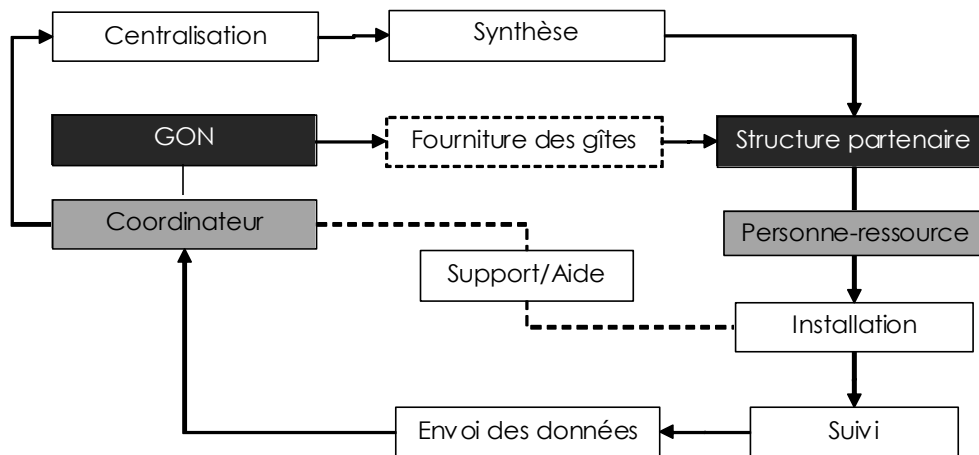 Centralisation
Synthèse
GON
Fourniture des gîtes
Structure partenaire
Coordinateur
Personne-ressource
Support/Aide
Installation
Envoi des données
Suivi